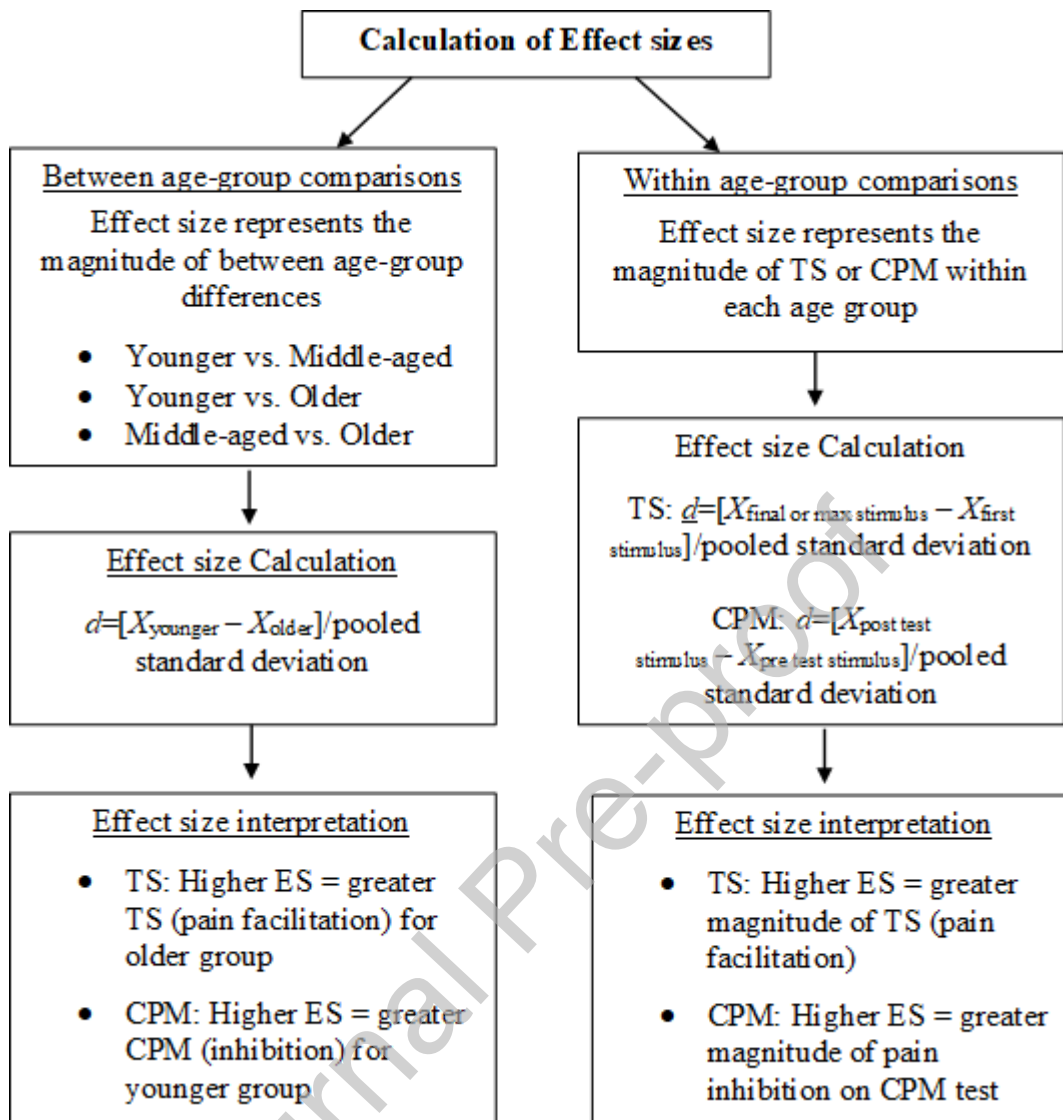 Calculation of Effect sizes
Between age-group comparisons
Effect size represents the
magnitude of between age-group
differences
• Younger vs. Middle-aged
• Younger vs. Older
• Middle-aged vs. Older
Effect size Calculation
d=[Xyounger – Xolder]/pooled
standard deviation
Effect size interpretation
• TS: Higher ES = greater
TS (pain facilitation) for
older group
• CPM: Higher ES = greater
CPM (inhibition) for
younger group
Within age-group comparisons
Effect size represents the
magnitude of TS or CPM within
each age group
Effect size Calculation
TS: d=[Xfinal or max stimulus – Xfirst
stimulus]/pooled standard deviation
CPM: d=[Xpost test
stimulus – Xpre test stimulus]/pooled
standard deviation
Effect size interpretation
• TS: Higher ES = greater
magnitude of TS (pain
facilitation)
• CPM: Higher ES = greater
magnitude of pain
inhibition on CPM test
rnal Pre-proof